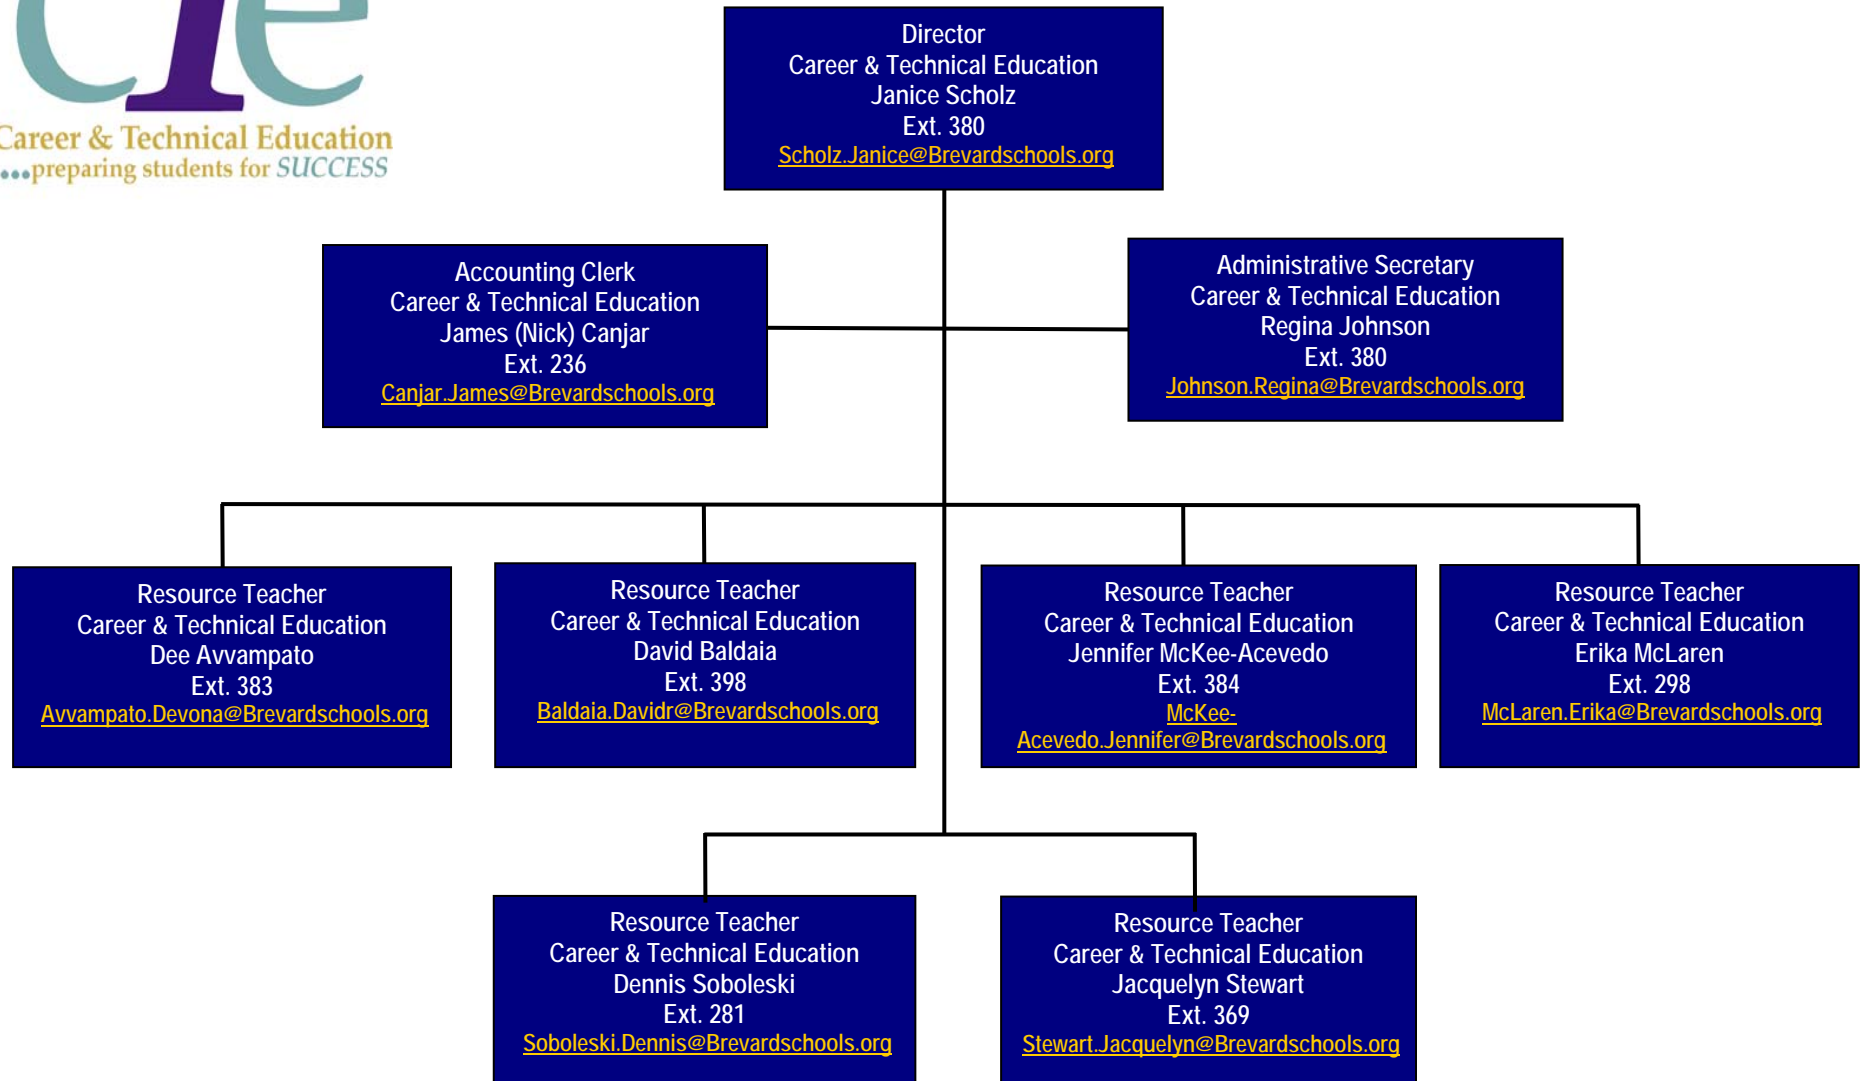 cTe
Career & Technical Education
...preparing students for SUCCESS
Director
Career & Technical Education
Janice Scholz
Ext. 380
Scholz.Janice@Brevardschools.org
Accounting Clerk
Career & Technical Education
James (Nick) Canjar
Ext. 236
Canjar.James@Brevardschools.org
Administrative Secretary
Career & Technical Education
Regina Johnson
Ext. 380
Johnson.Regina@Brevardschools.org
Resource Teacher
Career & Technical Education
Dee Avvampato
Ext. 383
Avvampato.Devona@Brevardschools.org
Resource Teacher
Career & Technical Education
David Baldaia
Ext. 398
Baldaia.Davidr@Brevardschools.org
Resource Teacher
Career & Technical Education
Jennifer McKee-Acevedo
Ext. 384
McKee-
Acevedo.Jennifer@Brevardschools.org
Resource Teacher
Career & Technical Education
Erika McLaren
Ext. 298
McLaren.Erika@Brevardschools.org
Resource Teacher
Career & Technical Education
Dennis Soboleski
Ext. 281
Soboleski.Dennis@Brevardschools.org
Resource Teacher
Career & Technical Education
Jacquelyn Stewart
Ext. 369
Stewart.Jacquelyn@Brevardschools.org